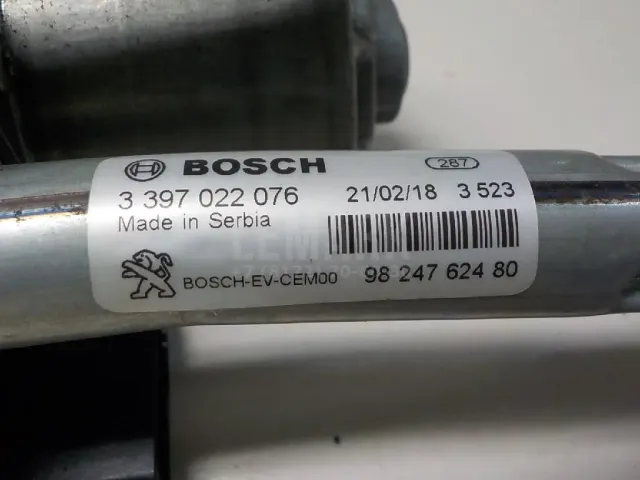 BOSCH 287
3 397 022 076 21/02/18 3 523
Made in Serbia
BOSCH-EV-CEM00 98 247 624 80